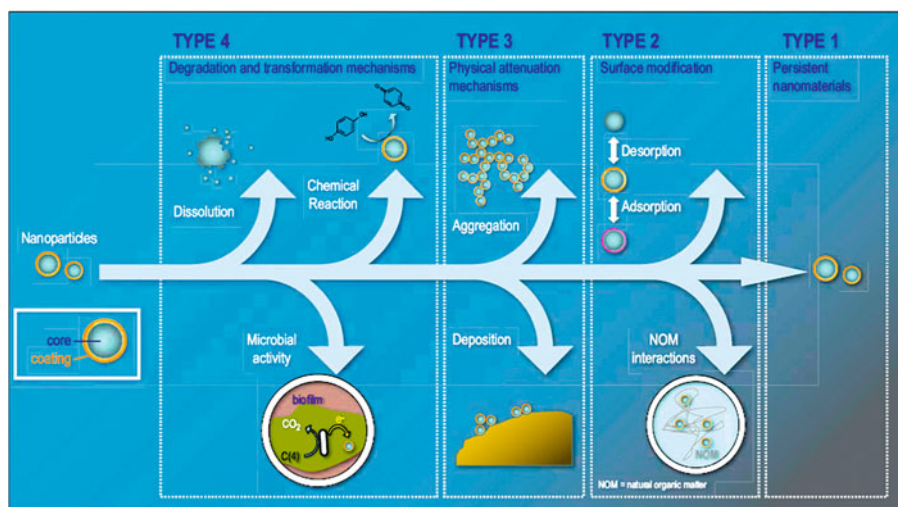 TYPE 4
TYPE 3
TYPE 2
TYPE 1
Degradation and transformation mechanisms
Physical attenuation
mechanisms
Surface modification
Persistent
nanomaterials
OH
HO
O
O
Desorption
Adsorption
Chemical
Reaction
Dissolution
Aggregation
Nanoparticles
core
coating
Microbial
activity
Deposition
NOM
interactions
biofilm
CO2
e-
C(4)
NOM
NOM = natural organic matter